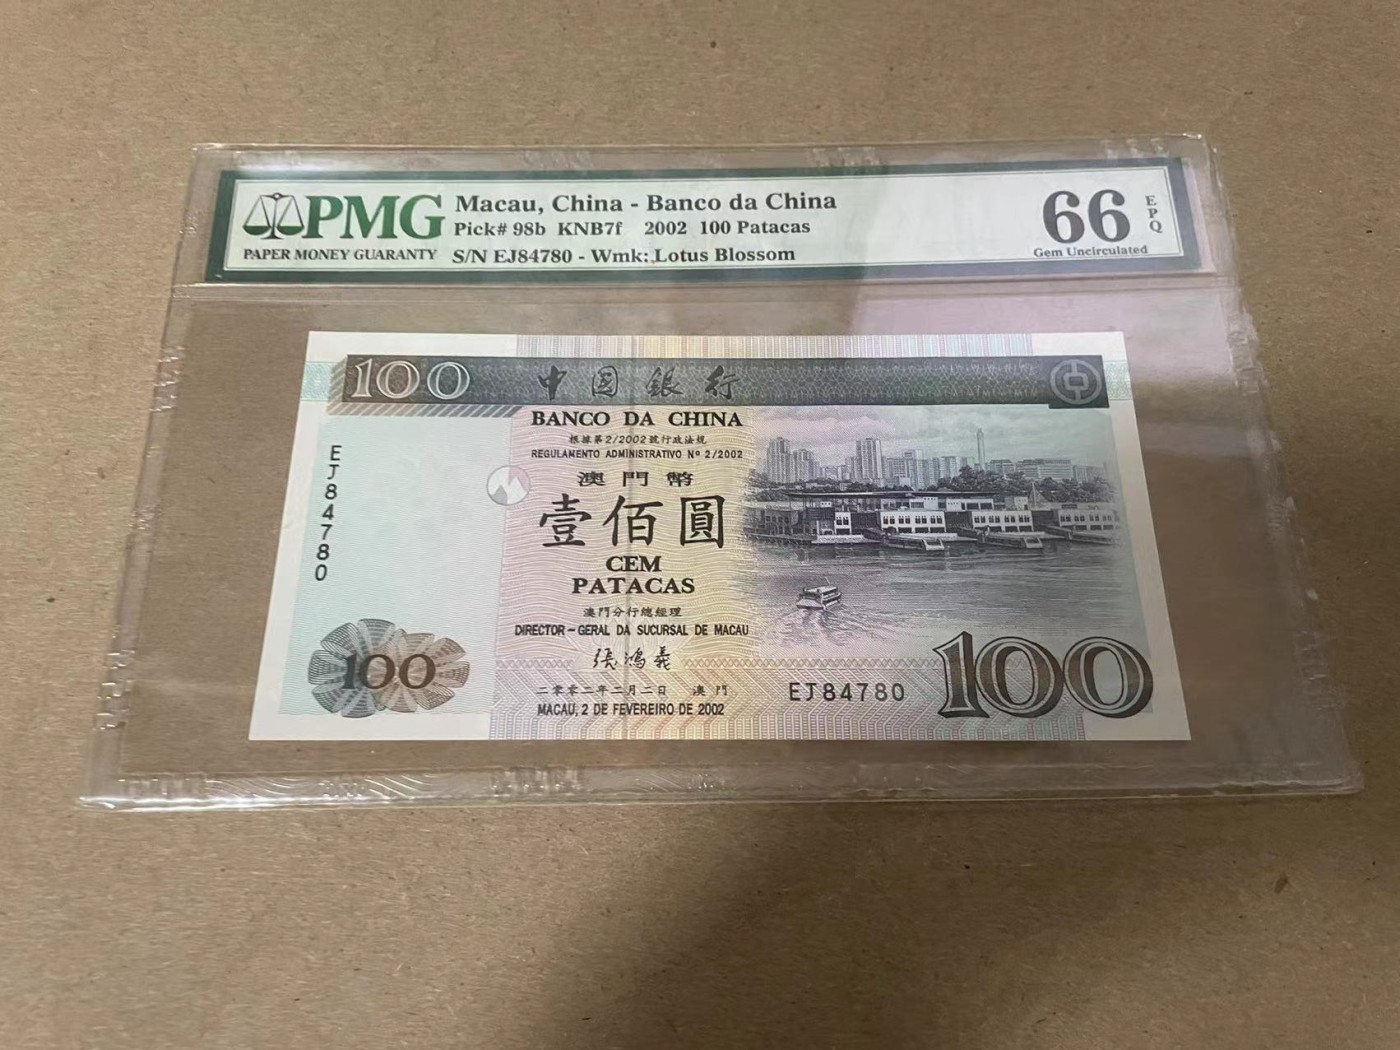 PMG
PAPER MONEY GUARANTY
Macau, China - Banco da China
Pick# 98b KNB7f 2002 100 Patacas
S/N EJ84780 - Wmk: Lotus Blossom
66
EPQ
Gem Uncirculated
100
中國銀行
BANCO DA CHINA
根據第2/2002號行政法規
REGULAMENTO ADMINISTRATIVO Nº 2/2002
EJ84780
澳門幣
壹佰圓
CEM
PATACAS
澳門分行總經理
DIRECTOR-GERAL DA SUCURSAL DE MACAU
張鴻義
100
二零零二年二月二日 澳門
MACAU, 2 DE FEVEREIRO DE 2002
EJ84780
100